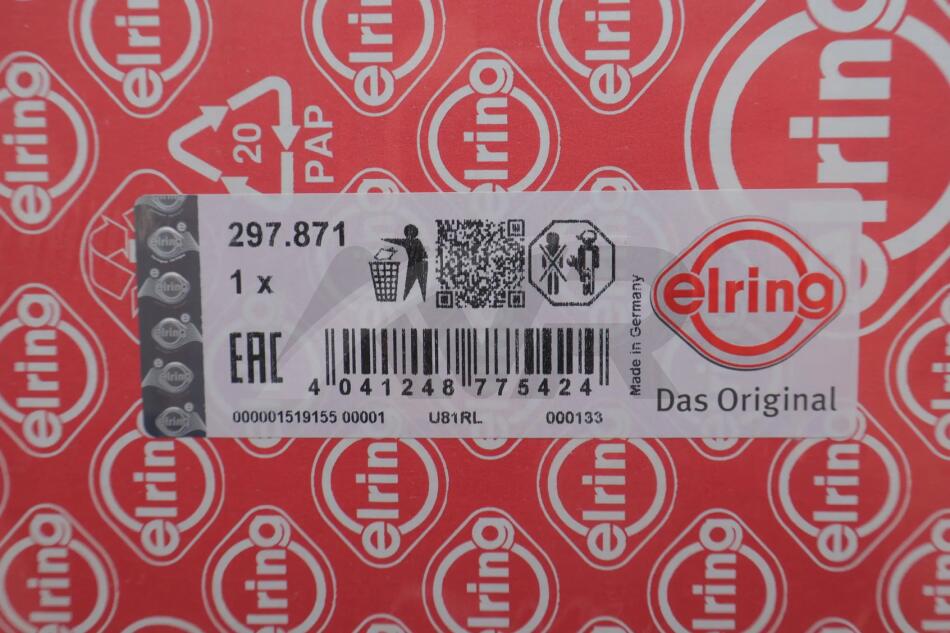 20
PAP
297.871
1 x
EAC
4 041248 775424
000001519155 00001 U81RL 000133
Made in Germany
elring
Das Original